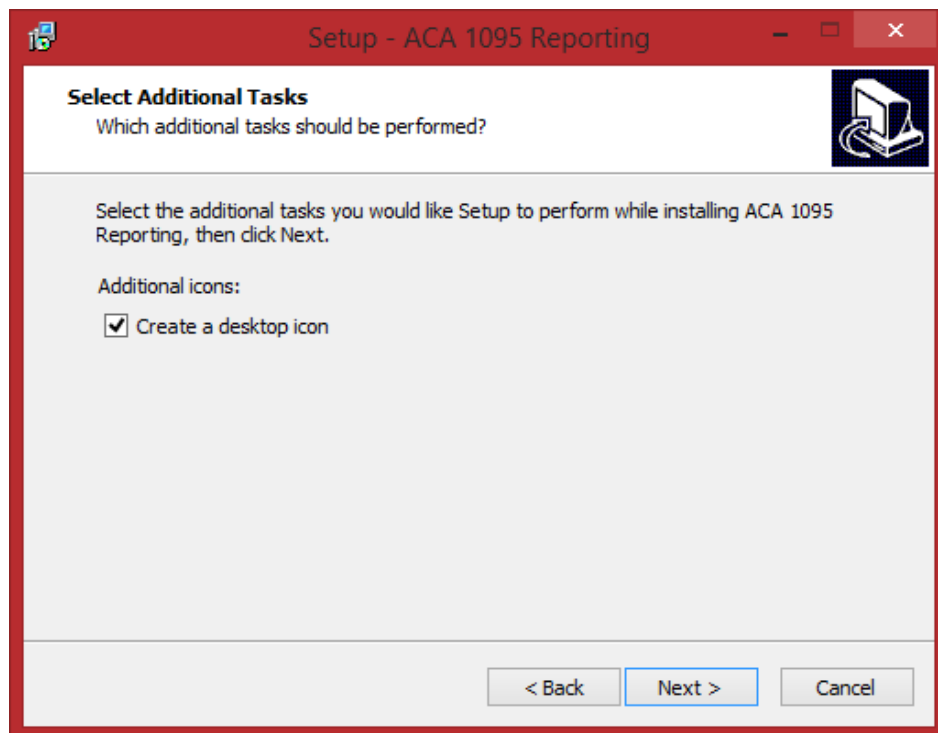 Setup - ACA 1095 Reporting
Select Additional Tasks
Which additional tasks should be performed?
Select the additional tasks you would like Setup to perform while installing ACA 1095
Reporting, then click Next.
Additional icons:
Create a desktop icon
< Back Next > Cancel